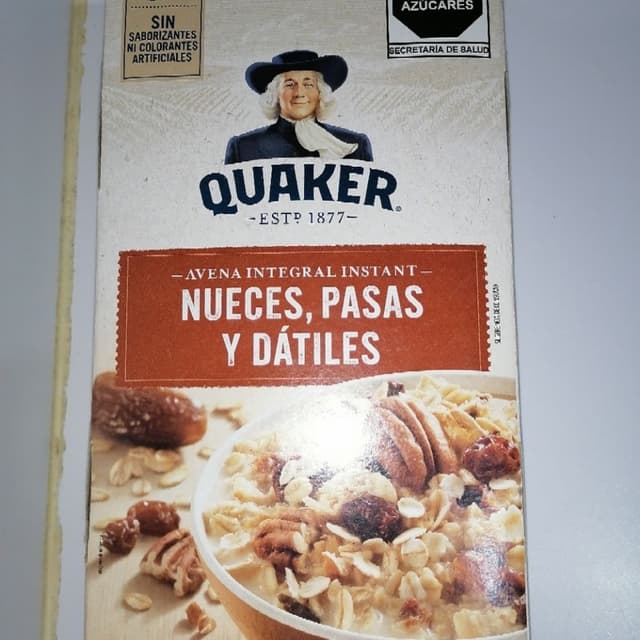 SIN
SABORIZANTES
NI COLORANTES
ARTIFICIALES
AZÚCARES
SECRETARÍA DE SALUD
QUAKER®
-ESTD 1877-
-AVENA INTEGRAL INSTANT-
NUECES, PASAS
Y DÁTILES